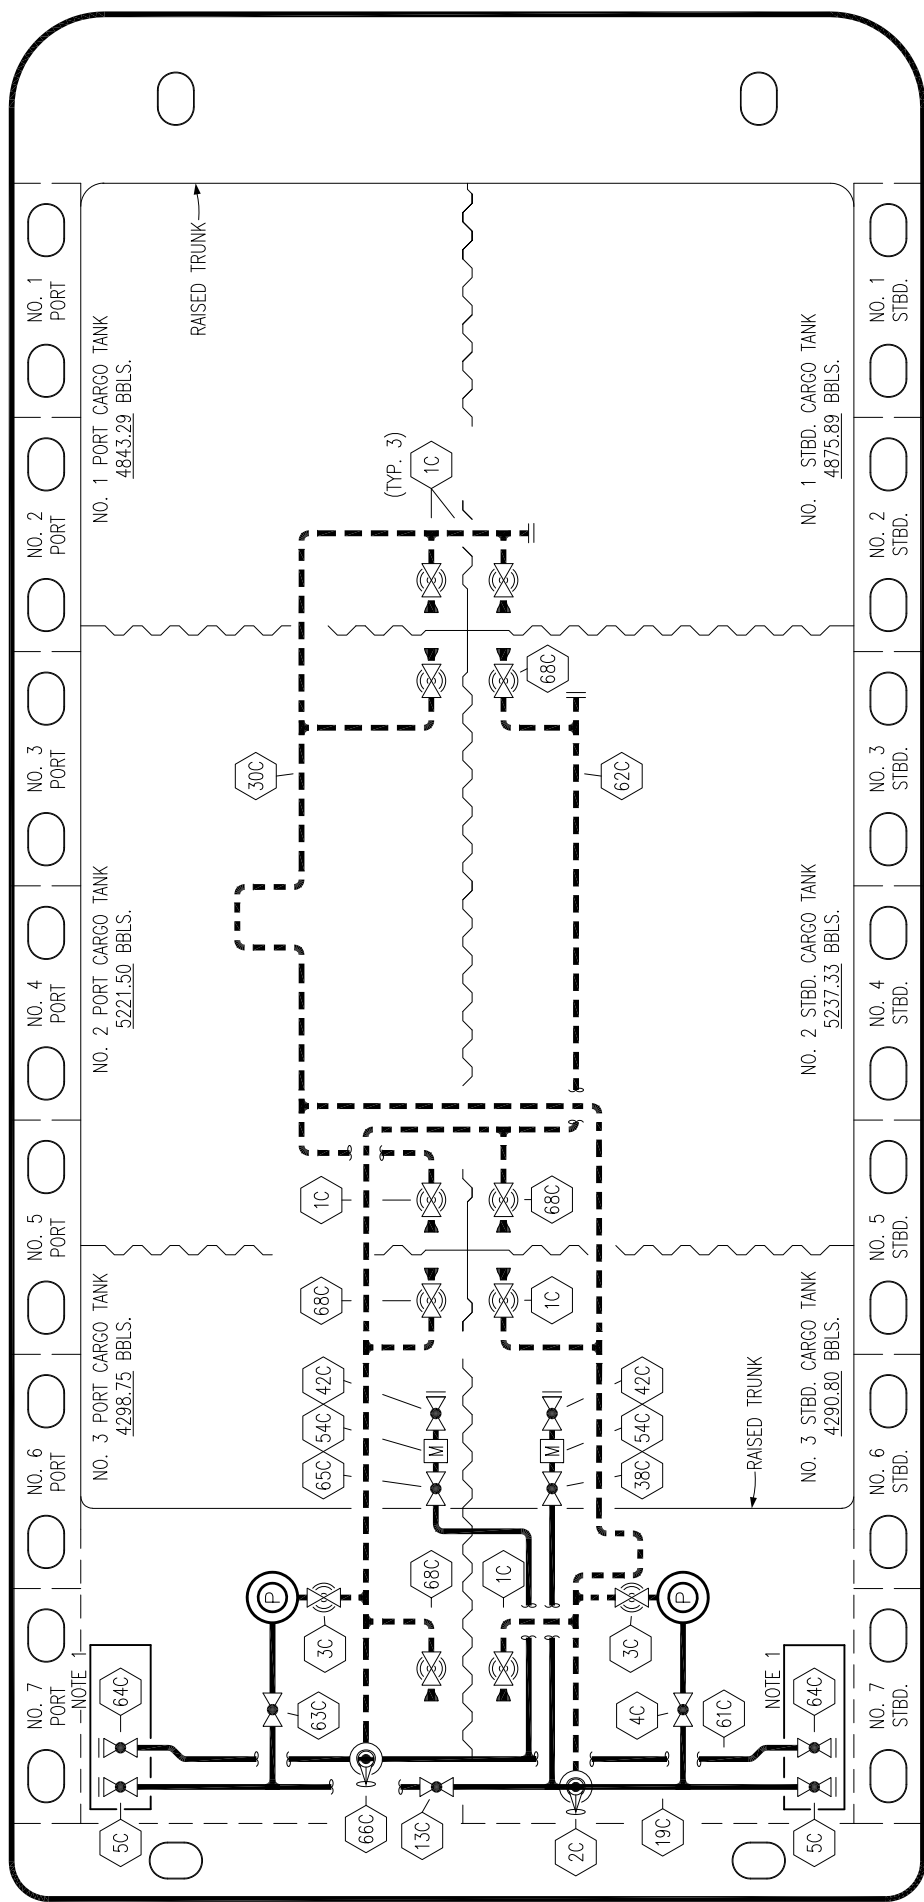 NO. 7
PORT
NO. 6
PORT
NO. 5
PORT
NO. 4
PORT
NO. 3
PORT
NO. 2
PORT
NO. 1
PORT
NOTE 1
64C
5C
NO. 3 PORT CARGO TANK
4298.75 BBLS.
NO. 2 PORT CARGO TANK
5221.50 BBLS.
NO. 1 PORT CARGO TANK
4843.29 BBLS.
RAISED TRUNK
P
3C
63C
30C
66C
13C
68C
65C
54C
42C
M
68C
1C
(TYP. 3)
1C
1C
38C
54C
42C
M
1C
68C
68C
62C
2C
3C
P
4C
61C
19C
RAISED TRUNK
NO. 3 STBD. CARGO TANK
4290.80 BBLS.
NO. 2 STBD. CARGO TANK
5237.33 BBLS.
NO. 1 STBD. CARGO TANK
4875.89 BBLS.
NOTE 1
64C
5C
NO. 7
STBD.
NO. 6
STBD.
NO. 5
STBD.
NO. 4
STBD.
NO. 3
STBD.
NO. 2
STBD.
NO. 1
STBD.